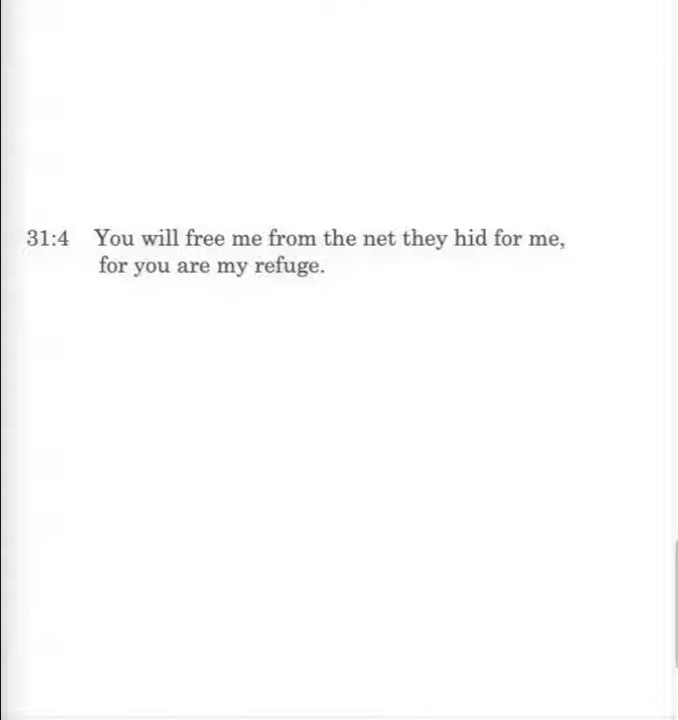 31:4 You will free me from the net they hid for me,
for you are my refuge.